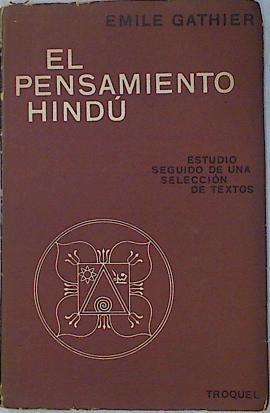 EMILE GATHIER
EL
PENSAMIENTO
HINDÚ
ESTUDIO
SEGUIDO DE UNA
SELECCIÓN
DE TEXTOS
TROQUEL